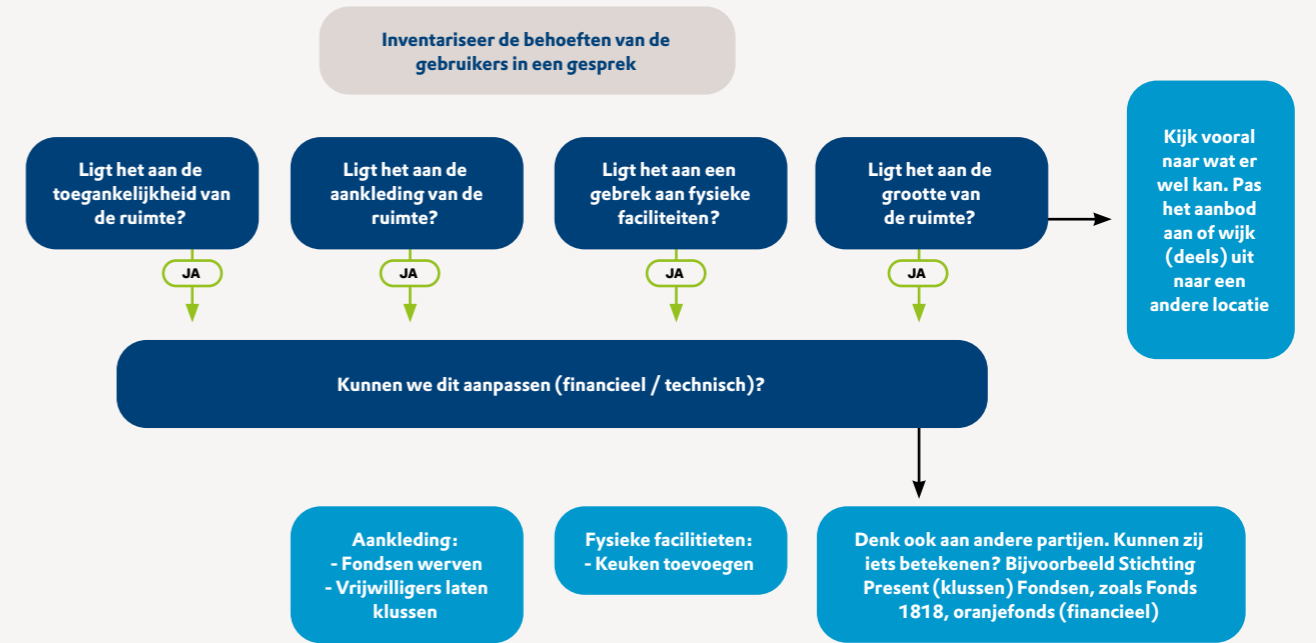 Inventariseer de behoeften van de
gebruikers in een gesprek
Ligt het aan de
toegankelijkheid van
de ruimte?
Ligt het aan de
aankleding van de
ruimte?
Ligt het aan een
gebrek aan fysieke
faciliteiten?
Ligt het aan de
grootte van
de ruimte?
Kijk vooral
naar wat er
wel kan. Pas
het aanbod
aan of wijk
(deels) uit
naar een
andere locatie
JA
JA
JA
JA
Kunnen we dit aanpassen (financieel / technisch)?
Aankleding:
- Fondsen werven
- Vrijwilligers laten
klussen
Fysieke facilitieten:
- Keuken toevoegen
Denk ook aan andere partijen. Kunnen zij
iets betekenen? Bijvoorbeeld Stichting
Present (klussen) Fondsen, zoals Fonds
1818, oranjefonds (financieel)